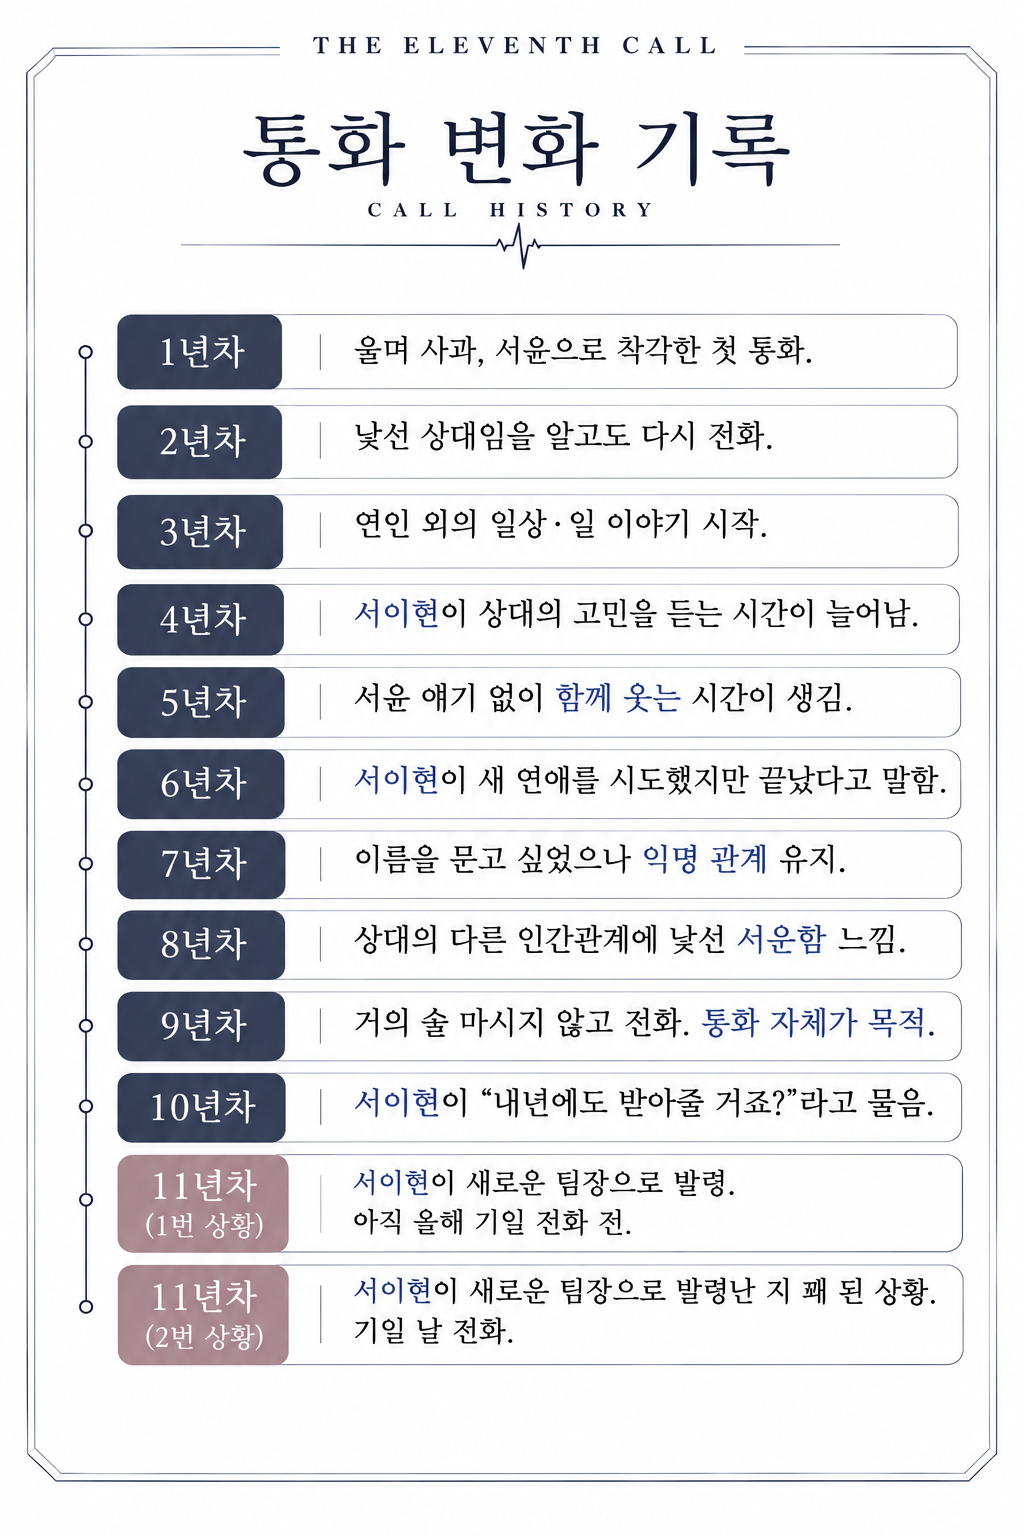 THE ELEVENTH CALL
통화 변화 기록
CALL HISTORY
1년차
울며 사과, 서윤으로 착각한 첫 통화.
2년차
낯선 상대임을 알고도 다시 전화.
3년차
연인 외의 일상·일 이야기 시작.
4년차
서이현이 상대의 고민을 듣는 시간이 늘어남.
5년차
서윤 얘기 없이 함께 웃는 시간이 생김.
6년차
서이현이 새 연애를 시도했지만 끝났다고 말함.
7년차
이름을 묻고 싶었으나 익명 관계 유지.
8년차
상대의 다른 인간관계에 낯선 서운함 느낌.
9년차
거의 술 마시지 않고 전화. 통화 자체가 목적.
10년차
서이현이 “내년에도 받아줄 거죠?”라고 물음.
11년차
(1번 상황)
서이현이 새로운 팀장으로 발령.
아직 올해 기일 전화 전.
11년차
(2번 상황)
서이현이 새로운 팀장으로 발령난 지 꽤 된 상황.
기일 날 전화.